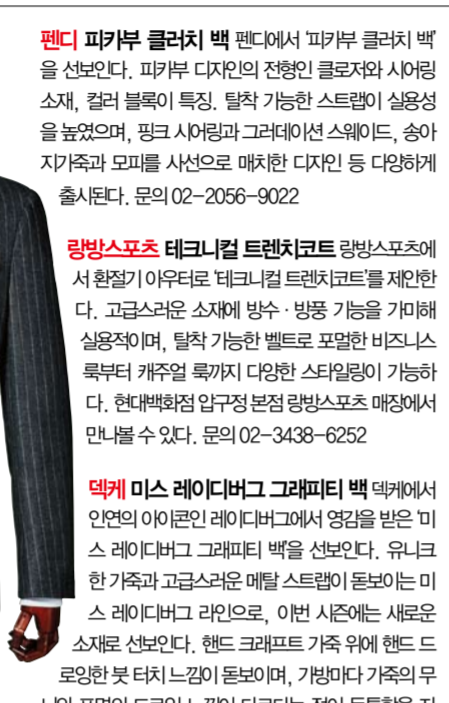 펜디 피카부 클러치 백 펜디에서 ‘피카부 클러치 백’
을 선보인다. 피카부 디자인의 전형인 클로저와 시어링
소재, 컬러 블록이 특징. 탈착 가능한 스트랩이 실용성
을 높였으며, 핑크 시어링과 그러데이션 스웨이드, 송아
지가죽과 모피를 사선으로 매치한 디자인 등 다양하게
출시된다. 문의 02-2056-9022
랑방스포츠 테크니컬 트렌치코트 랑방스포츠에
서 환절기 아우터로 ‘테크니컬 트렌치코트’를 제안한
다. 고급스러운 소재에 방수·방풍 기능을 가미해
실용적이며, 탈착 가능한 벨트로 포멀한 비즈니스
룩부터 캐주얼 룩까지 다양한 스타일링이 가능하
다. 현대백화점 압구정 본점 랑방스포츠 매장에서
만나볼 수 있다. 문의 02-3438-6252
덱케 미스 레이디버그 그래피티 백 덱케에서
인연의 아이콘인 레이디버그에서 영감을 받은 ‘미
스 레이디버그 그래피티 백’을 선보인다. 유니크
한 가죽과 고급스러운 메탈 스트랩이 돋보이는 미
스 레이디버그 라인으로, 이번 시즌에는 새로운
소재로 선보인다. 핸드 크래프트 가죽 위에 핸드 드
로잉한 붓 터치 느낌이 돋보이며, 가방마다 가죽의 무